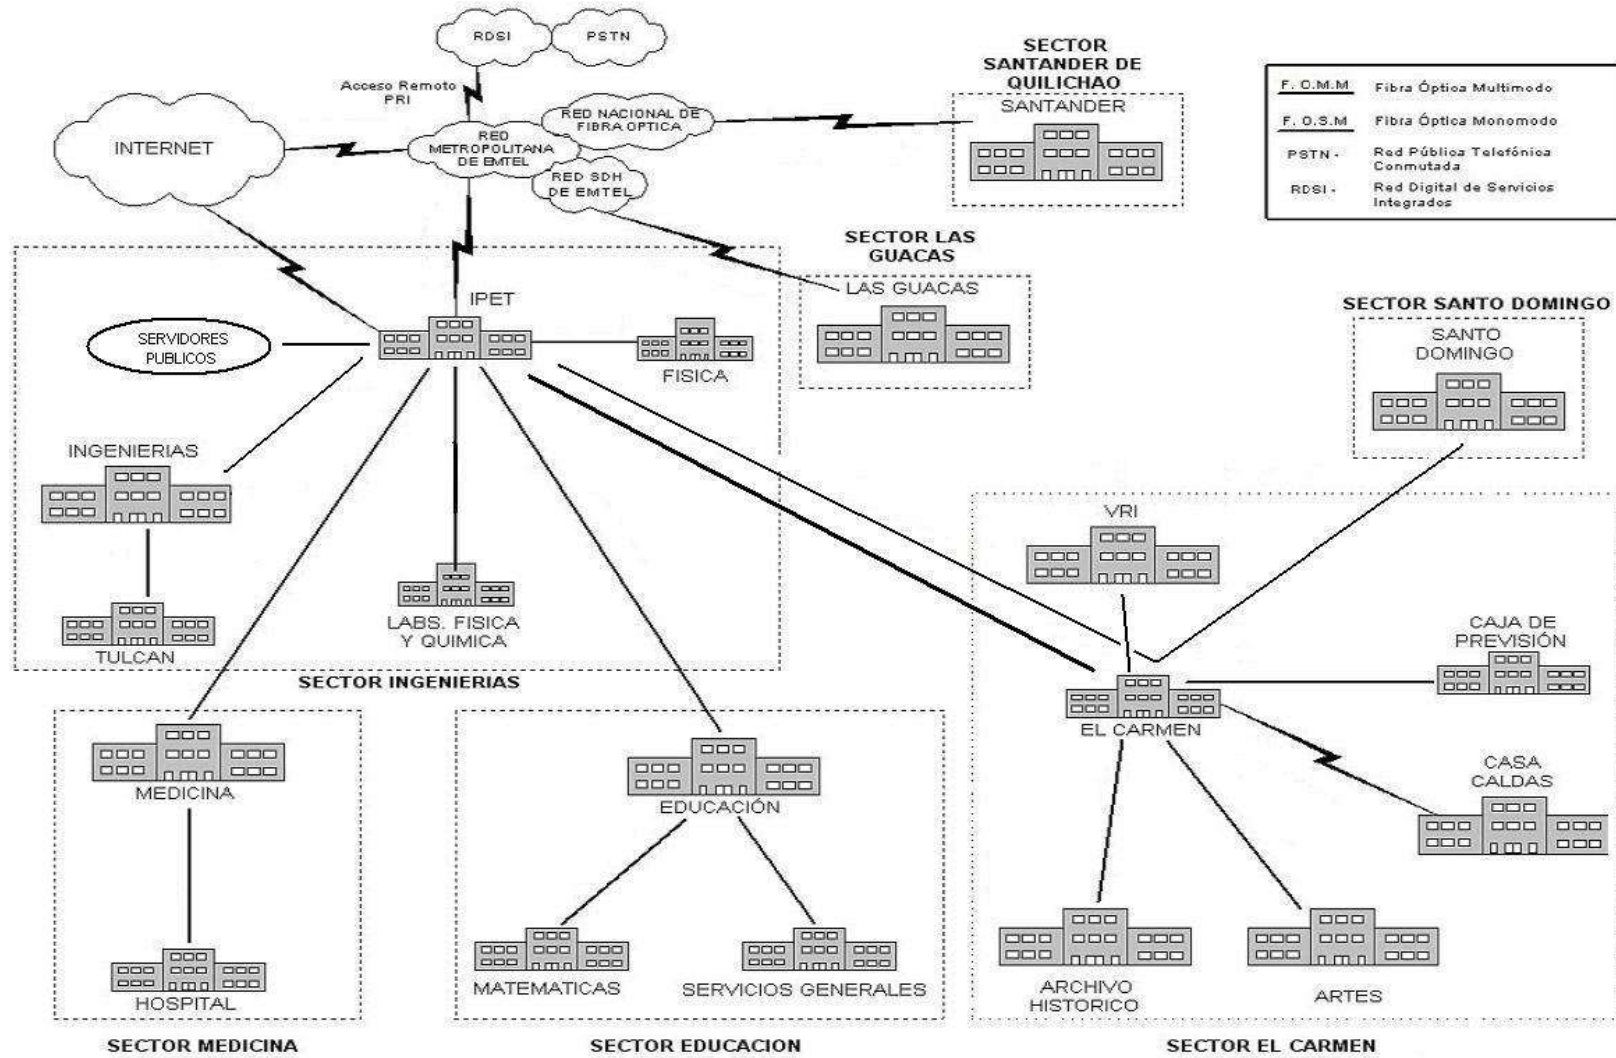 RDSI
PSTN
Acceso Remoto
PRI
INTERNET
RED
METROPOLITANA
DE EMTEL
RED NACIONAL DE
FIBRA OPTICA
RED SDH
DE EMTEL
SECTOR
SANTANDER DE
QUILICHAO
SANTANDER
F. O.M.M Fibra Óptica Multimodo
F. O.S.M Fibra Óptica Monomodo
PSTN - Red Pública Telefónica
Conmutada
RDSI - Red Digital de Servicios
Integrados
SECTOR LAS
GUACAS
LAS GUACAS
SECTOR SANTO DOMINGO
SANTO
DOMINGO
IPET
SERVIDORES
PUBLICOS
FISICA
INGENIERIAS
TULCAN
LABS. FISICA
Y QUIMICA
SECTOR INGENIERIAS
MEDICINA
HOSPITAL
SECTOR MEDICINA
EDUCACIÓN
MATEMATICAS
SERVICIOS GENERALES
SECTOR EDUCACION
VRI
CAJA DE
PREVISIÓN
EL CARMEN
CASA
CALDAS
ARCHIVO
HISTORICO
ARTES
SECTOR EL CARMEN